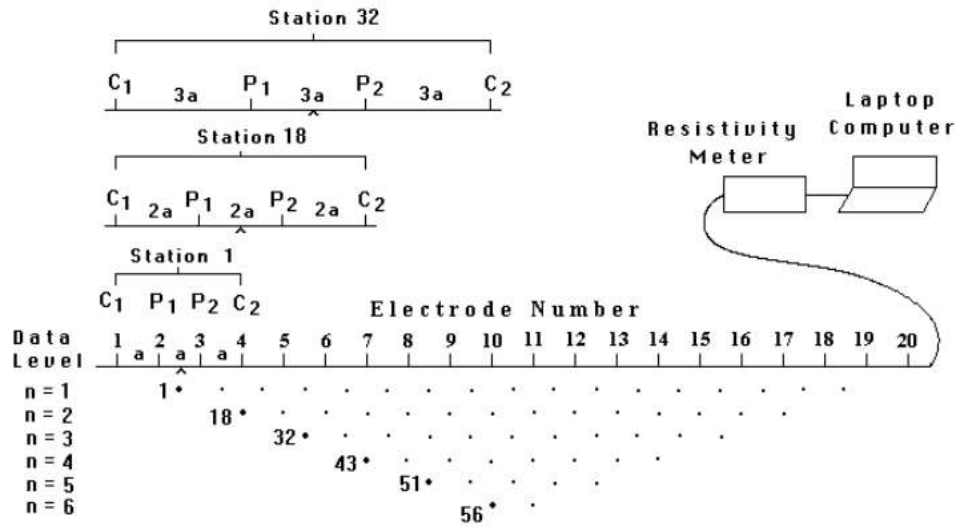 Station 32
C1 P1 P2 C2
3a 3a 3a
Laptop
Computer
Resistivity
Meter
Station 18
C1 P1 P2 C2
2a 2a 2a
Station 1
C1 P1 P2 C2
Electrode Number
Data
Level
1 2 3 4 5 6 7 8 9 10 11 12 13 14 15 16 17 18 19 20
a a a
n = 1 1
n = 2 18
n = 3 32
n = 4 43
n = 5 51
n = 6 56